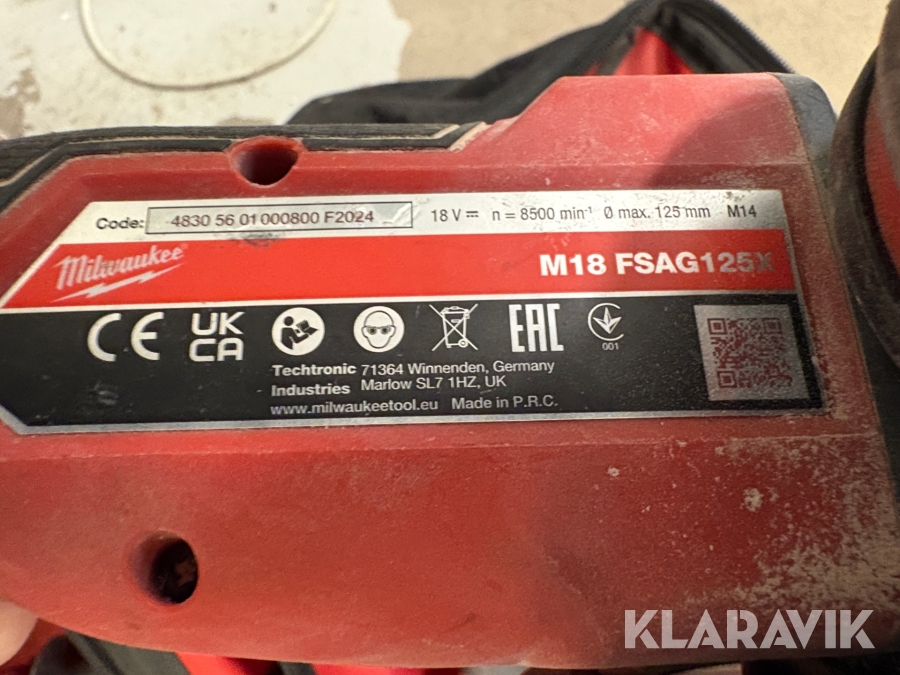 Code: 4830 56 01 000800 F2024 18 V⎓ n = 8500 min⁻¹ Ø max. 125 mm M14
Milwaukee
M18 FSAG125X
CE UK CA EAC 001
Techtronic 71364 Winnenden, Germany
Industries Marlow SL7 1HZ, UK
www.milwaukeetool.eu Made in P.R.C.
KLARAVIK